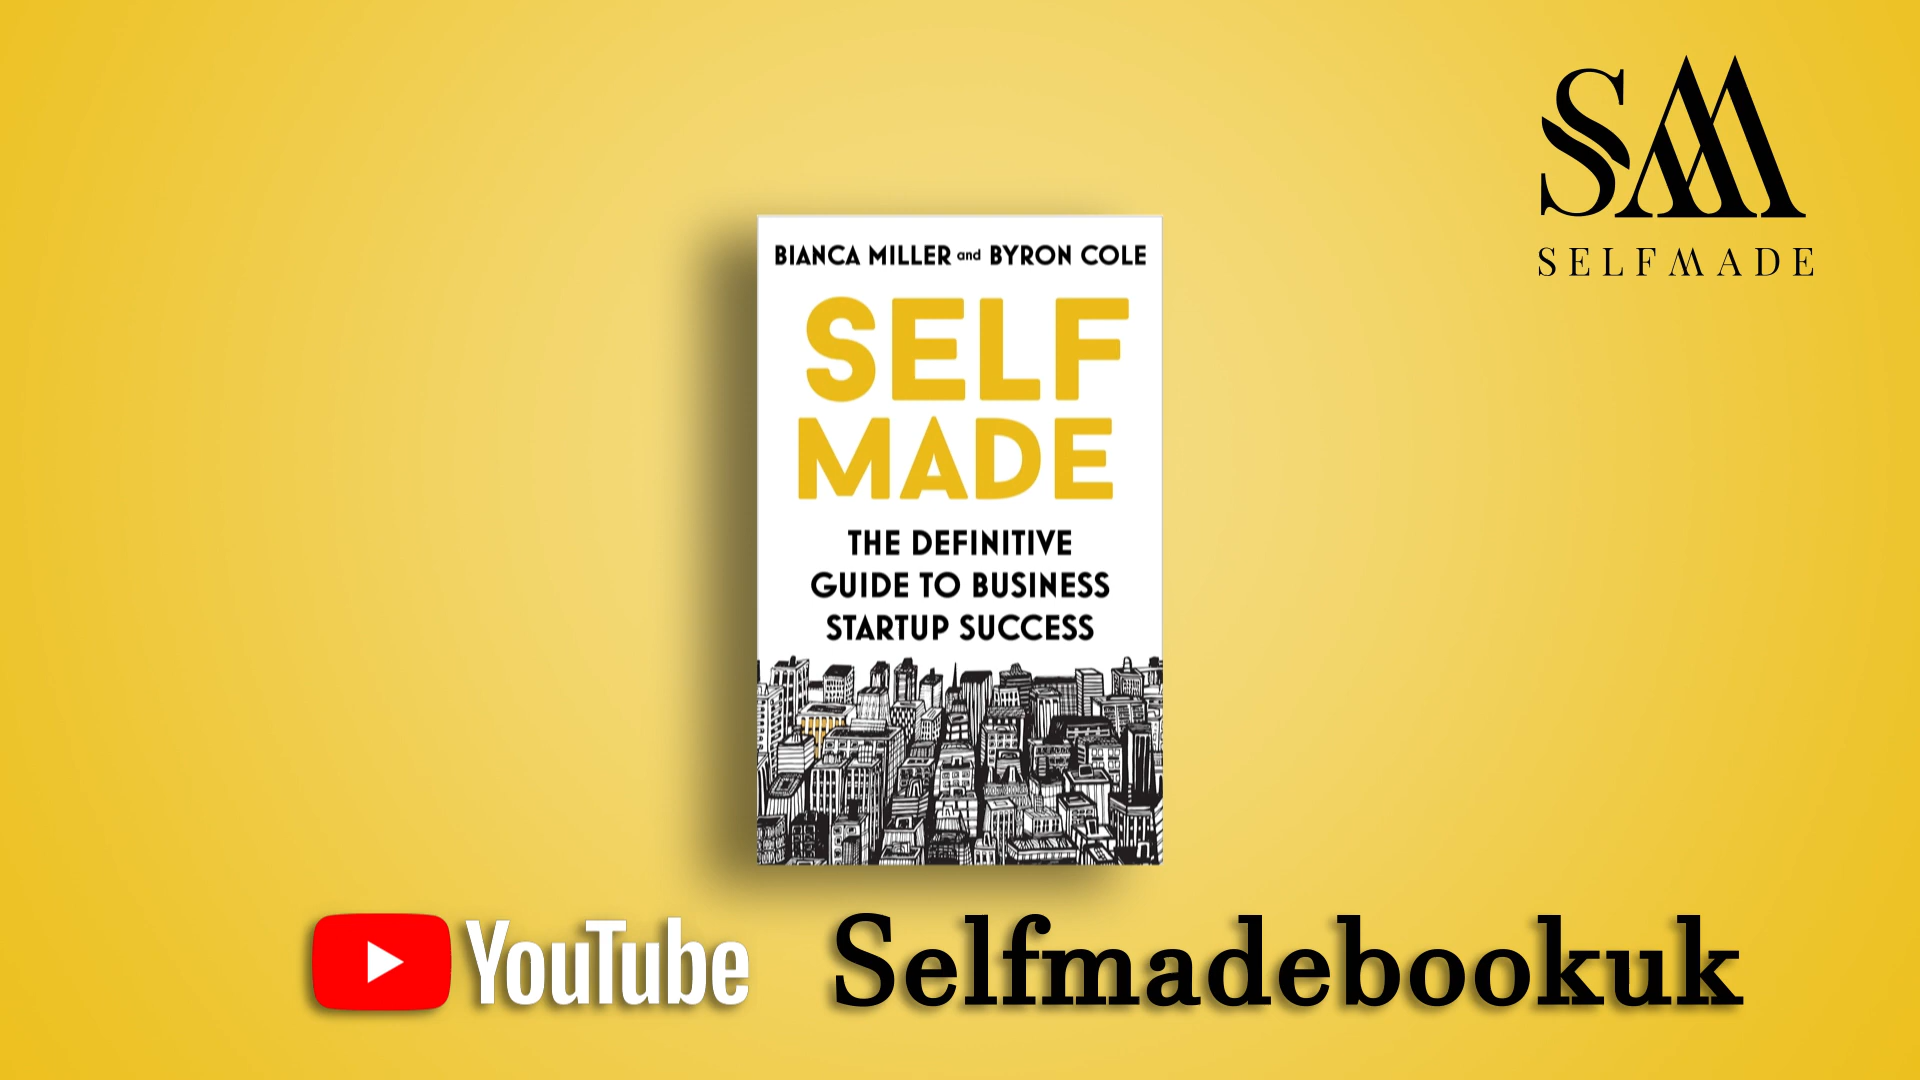 SM
SELFMADE
BIANCA MILLER and BYRON COLE
SELF
MADE
THE DEFINITIVE
GUIDE TO BUSINESS
STARTUP SUCCESS
YouTube Selfmadebookuk